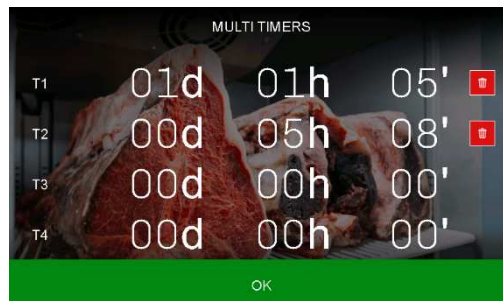 MULTI TIMERS
T1 01d 01h 05'
T2 00d 05h 08'
T3 00d 00h 00'
T4 00d 00h 00'
OK